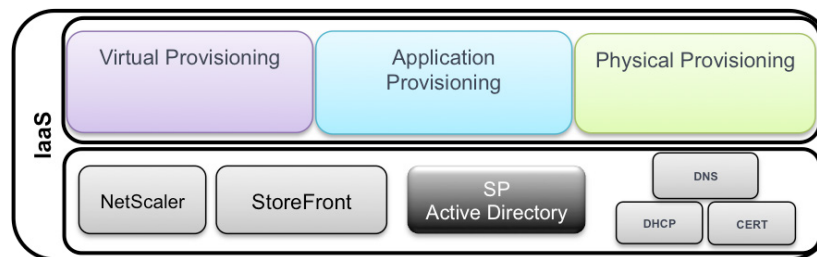 IaaS
Virtual Provisioning
Application
Provisioning
Physical Provisioning
NetScaler
StoreFront
SP
Active Directory
DNS
DHCP
CERT